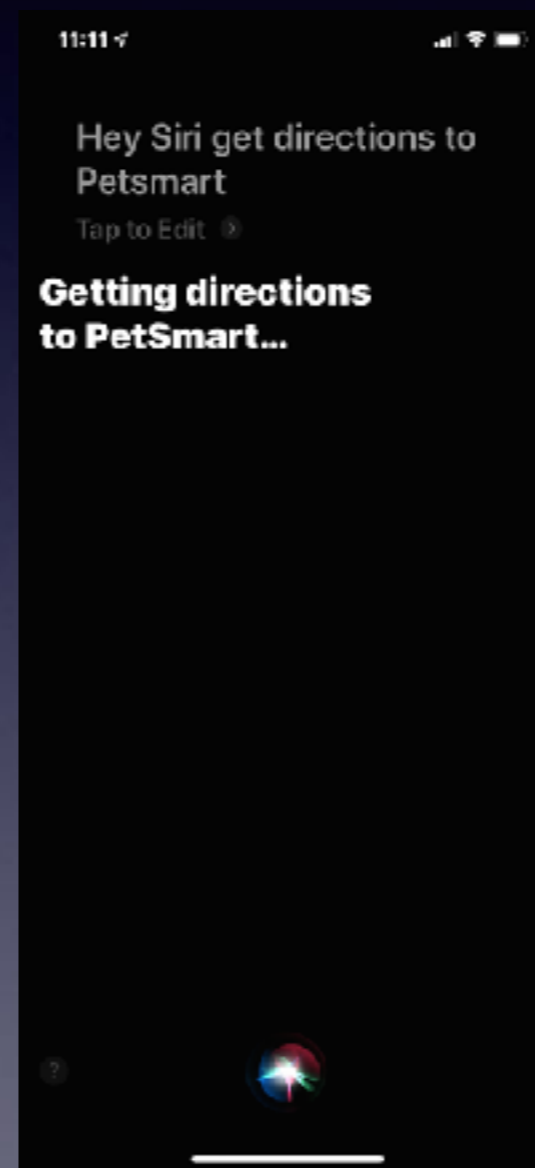 11:11
Hey Siri get directions to
Petsmart
Tap to Edit
Getting directions
to PetSmart...
?